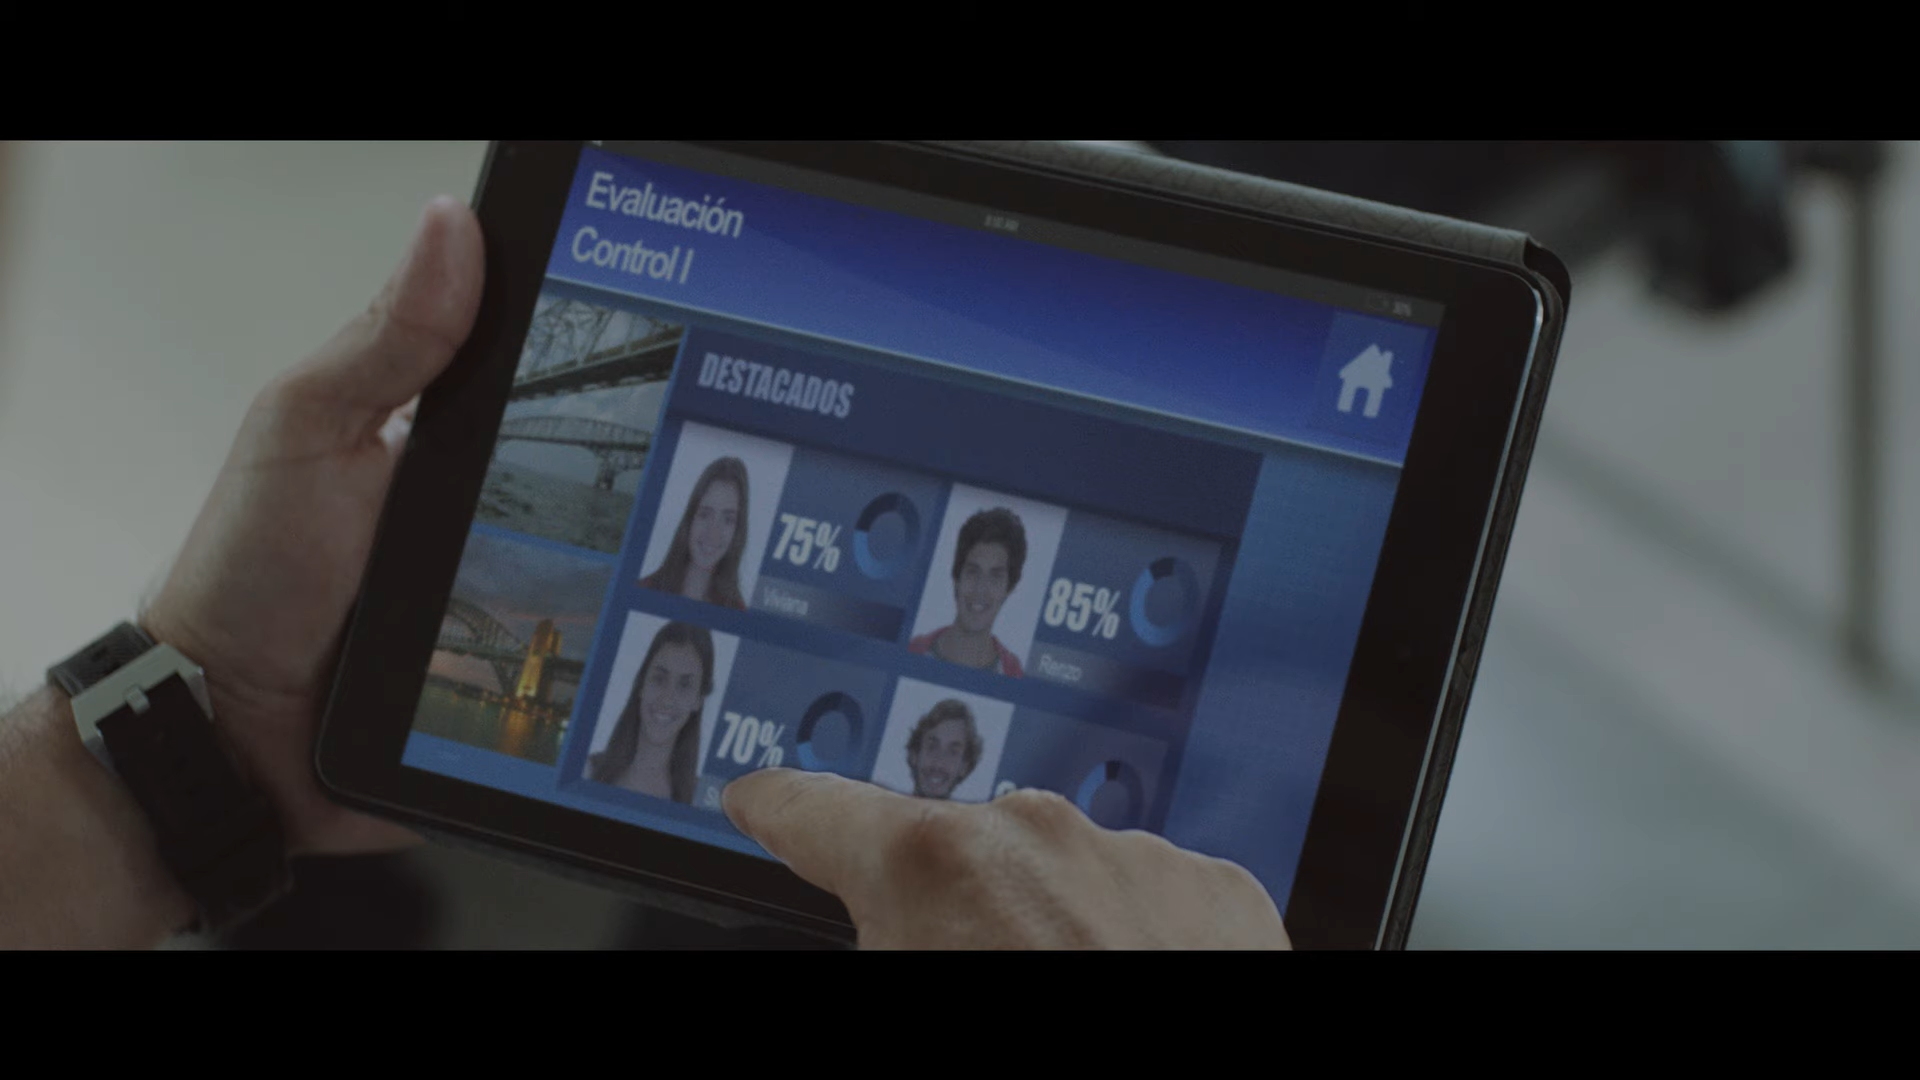 Evaluación
Control I
DESTACADOS
75%
Viviana
85%
Renzo
70%